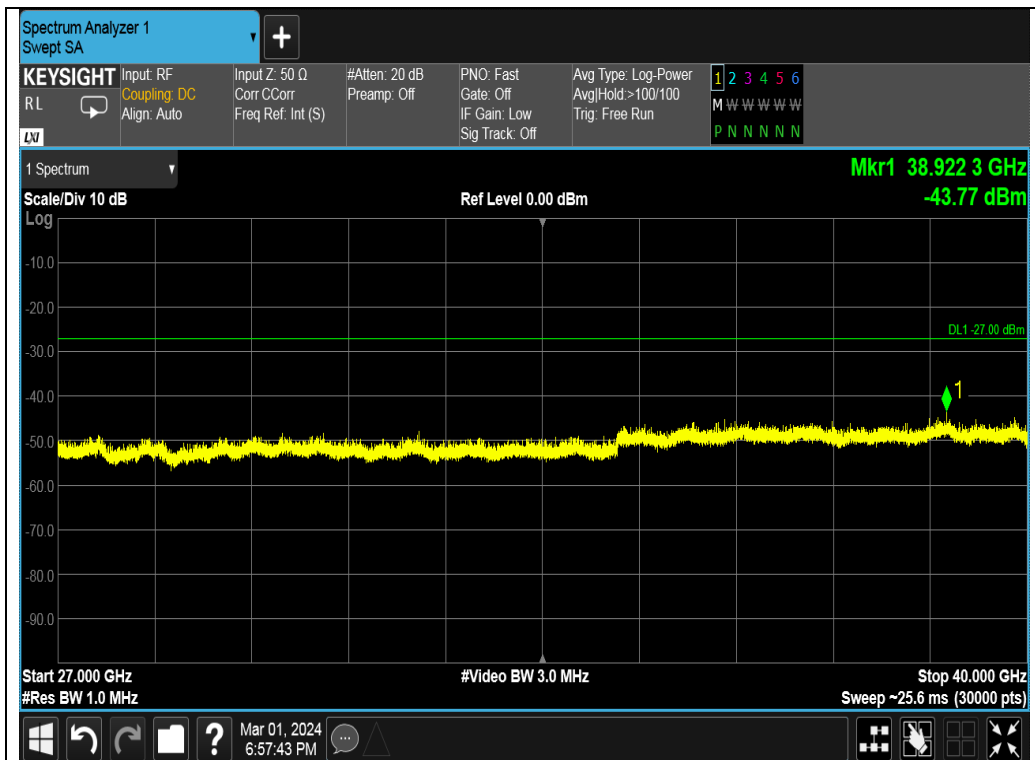 Spectrum Analyzer 1
Swept SA
KEYSIGHT
RL
LXI
Input: RF
Coupling: DC
Align: Auto
Input Z: 50 Ω
Corr CCorr
Freq Ref: Int (S)
#Atten: 20 dB
Preamp: Off
PNO: Fast
Gate: Off
IF Gain: Low
Sig Track: Off
Avg Type: Log-Power
Avg|Hold:>100/100
Trig: Free Run
1 2 3 4 5 6
M W W W W W
P N N N N N
1 Spectrum
Mkr1 38.922 3 GHz
-43.77 dBm
Scale/Div 10 dB
Ref Level 0.00 dBm
Log
-10.0
-20.0
DL1 -27.00 dBm
-30.0
-40.0
1
-50.0
-60.0
-70.0
-80.0
-90.0
Start 27.000 GHz
#Video BW 3.0 MHz
Stop 40.000 GHz
#Res BW 1.0 MHz
Sweep ~25.6 ms (30000 pts)
?
Mar 01, 2024
6:57:43 PM